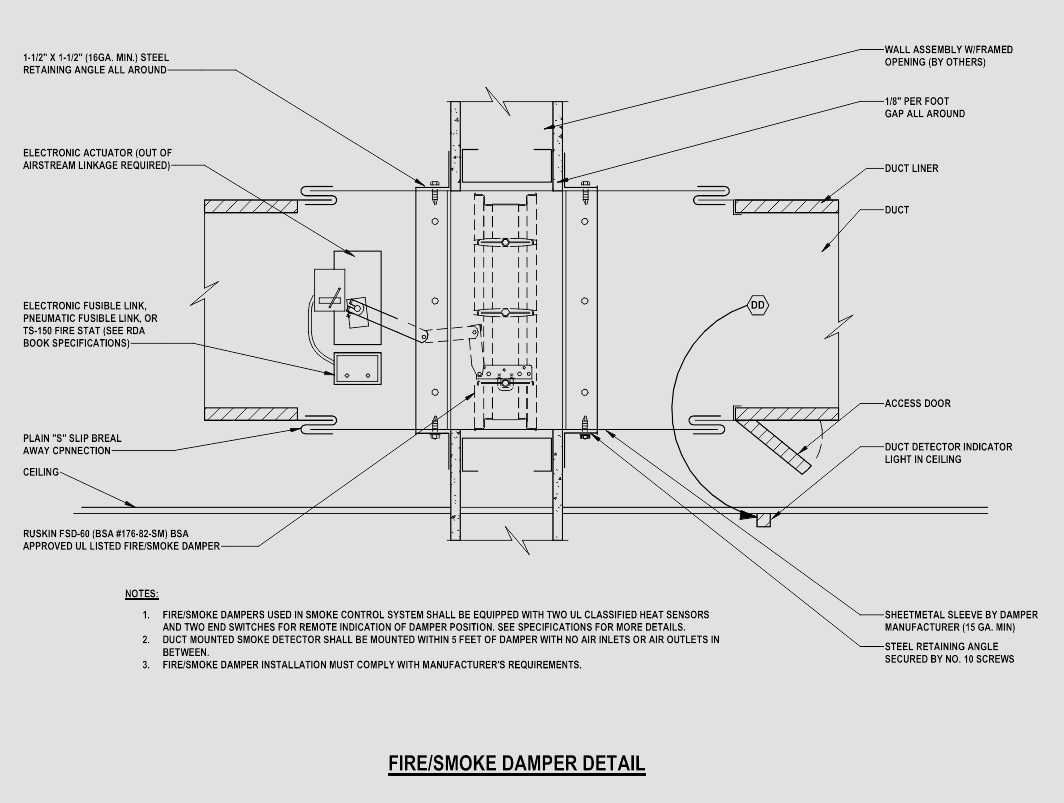 1-1/2" X 1-1/2" (16GA. MIN.) STEEL
RETAINING ANGLE ALL AROUND
ELECTRONIC ACTUATOR (OUT OF
AIRSTREAM LINKAGE REQUIRED)
ELECTRONIC FUSIBLE LINK,
PNEUMATIC FUSIBLE LINK, OR
TS-150 FIRE STAT (SEE RDA
BOOK SPECIFICATIONS)
PLAIN "S" SLIP BREAL
AWAY CPNNECTION
CEILING
RUSKIN FSD-60 (BSA #176-82-SM) BSA
APPROVED UL LISTED FIRE/SMOKE DAMPER
WALL ASSEMBLY W/FRAMED
OPENING (BY OTHERS)
1/8" PER FOOT
GAP ALL AROUND
DUCT LINER
DUCT
DD
ACCESS DOOR
DUCT DETECTOR INDICATOR
LIGHT IN CEILING
SHEETMETAL SLEEVE BY DAMPER
MANUFACTURER (15 GA. MIN)
STEEL RETAINING ANGLE
SECURED BY NO. 10 SCREWS
NOTES:
1. FIRE/SMOKE DAMPERS USED IN SMOKE CONTROL SYSTEM SHALL BE EQUIPPED WITH TWO UL CLASSIFIED HEAT SENSORS
AND TWO END SWITCHES FOR REMOTE INDICATION OF DAMPER POSITION. SEE SPECIFICATIONS FOR MORE DETAILS.
2. DUCT MOUNTED SMOKE DETECTOR SHALL BE MOUNTED WITHIN 5 FEET OF DAMPER WITH NO AIR INLETS OR AIR OUTLETS IN
BETWEEN.
3. FIRE/SMOKE DAMPER INSTALLATION MUST COMPLY WITH MANUFACTURER'S REQUIREMENTS.
FIRE/SMOKE DAMPER DETAIL